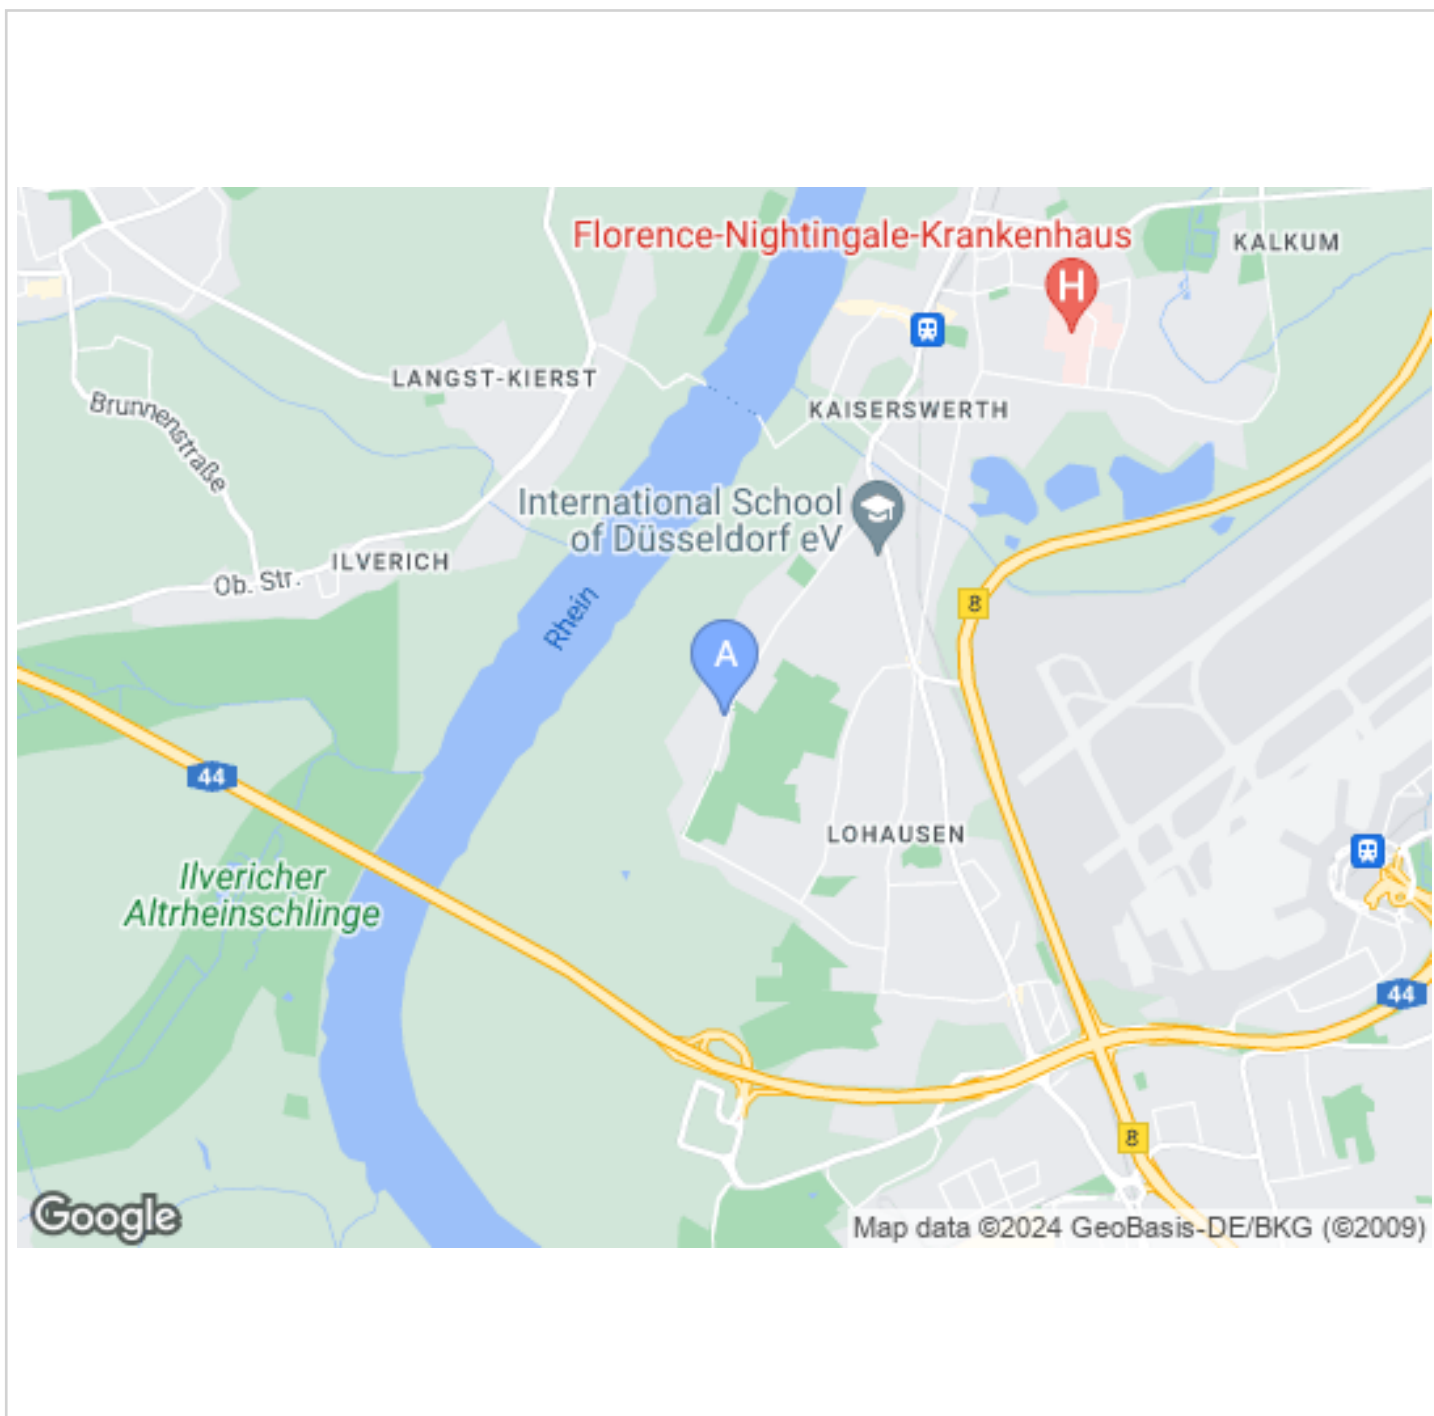 Florence-Nightingale-Krankenhaus
KALKUM
H
LANGST-KIERST
Brunnenstraße
KAISERSWERTH
International School
of Düsseldorf eV
ILVERICH
Ob. Str.
Rhein
8
A
44
LOHAUSEN
Ilvericher
Altrheinschlinge
44
8
Google
Map data ©2024 GeoBasis-DE/BKG (©2009)